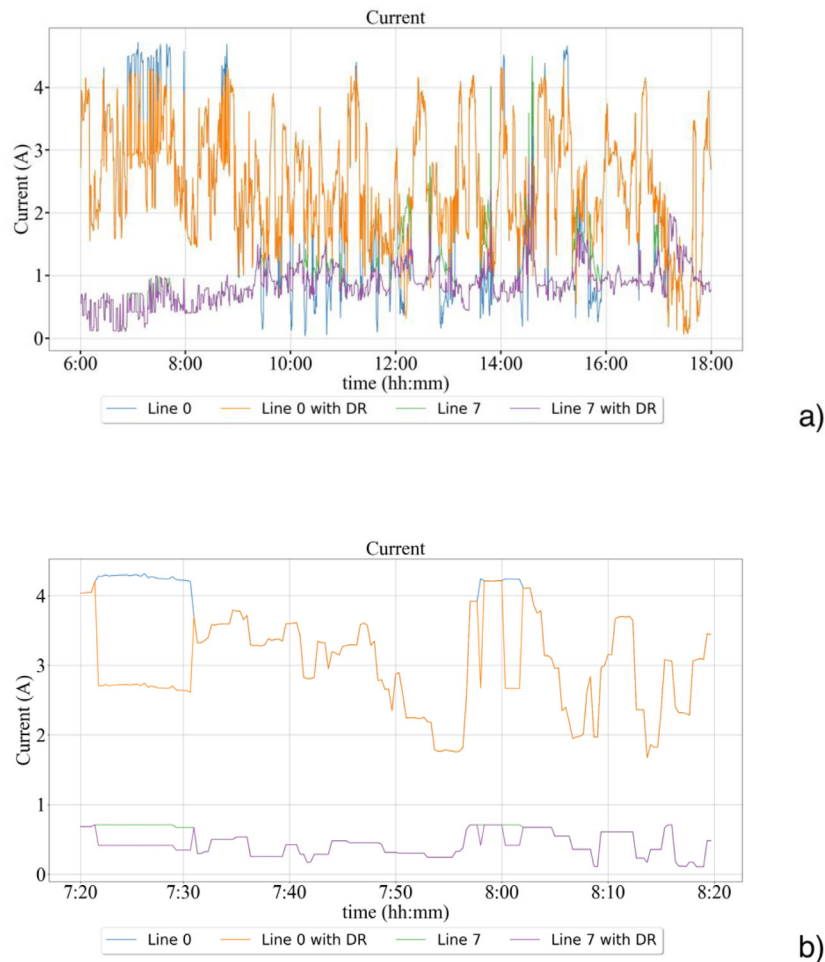 Current
Current (A)
4
3
2
1
0
6:00 8:00 10:00 12:00 14:00 16:00 18:00
time (hh:mm)
Line 0 Line 0 with DR Line 7 Line 7 with DR
a)
Current
Current (A)
4
3
2
1
0
7:20 7:30 7:40 7:50 8:00 8:10 8:20
time (hh:mm)
Line 0 Line 0 with DR Line 7 Line 7 with DR
b)